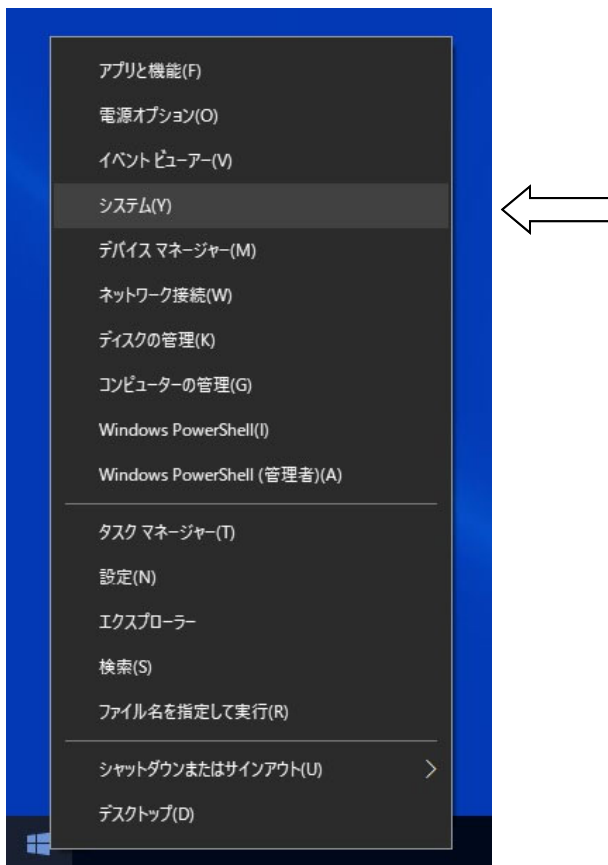 アプリと機能(F)
電源オプション(O)
イベント ビューアー(V)
システム(Y)
デバイス マネージャー(M)
ネットワーク接続(W)
ディスクの管理(K)
コンピューターの管理(G)
Windows PowerShell(I)
Windows PowerShell (管理者)(A)
タスク マネージャー(T)
設定(N)
エクスプローラー
検索(S)
ファイル名を指定して実行(R)
シャットダウンまたはサインアウト(U)
デスクトップ(D)